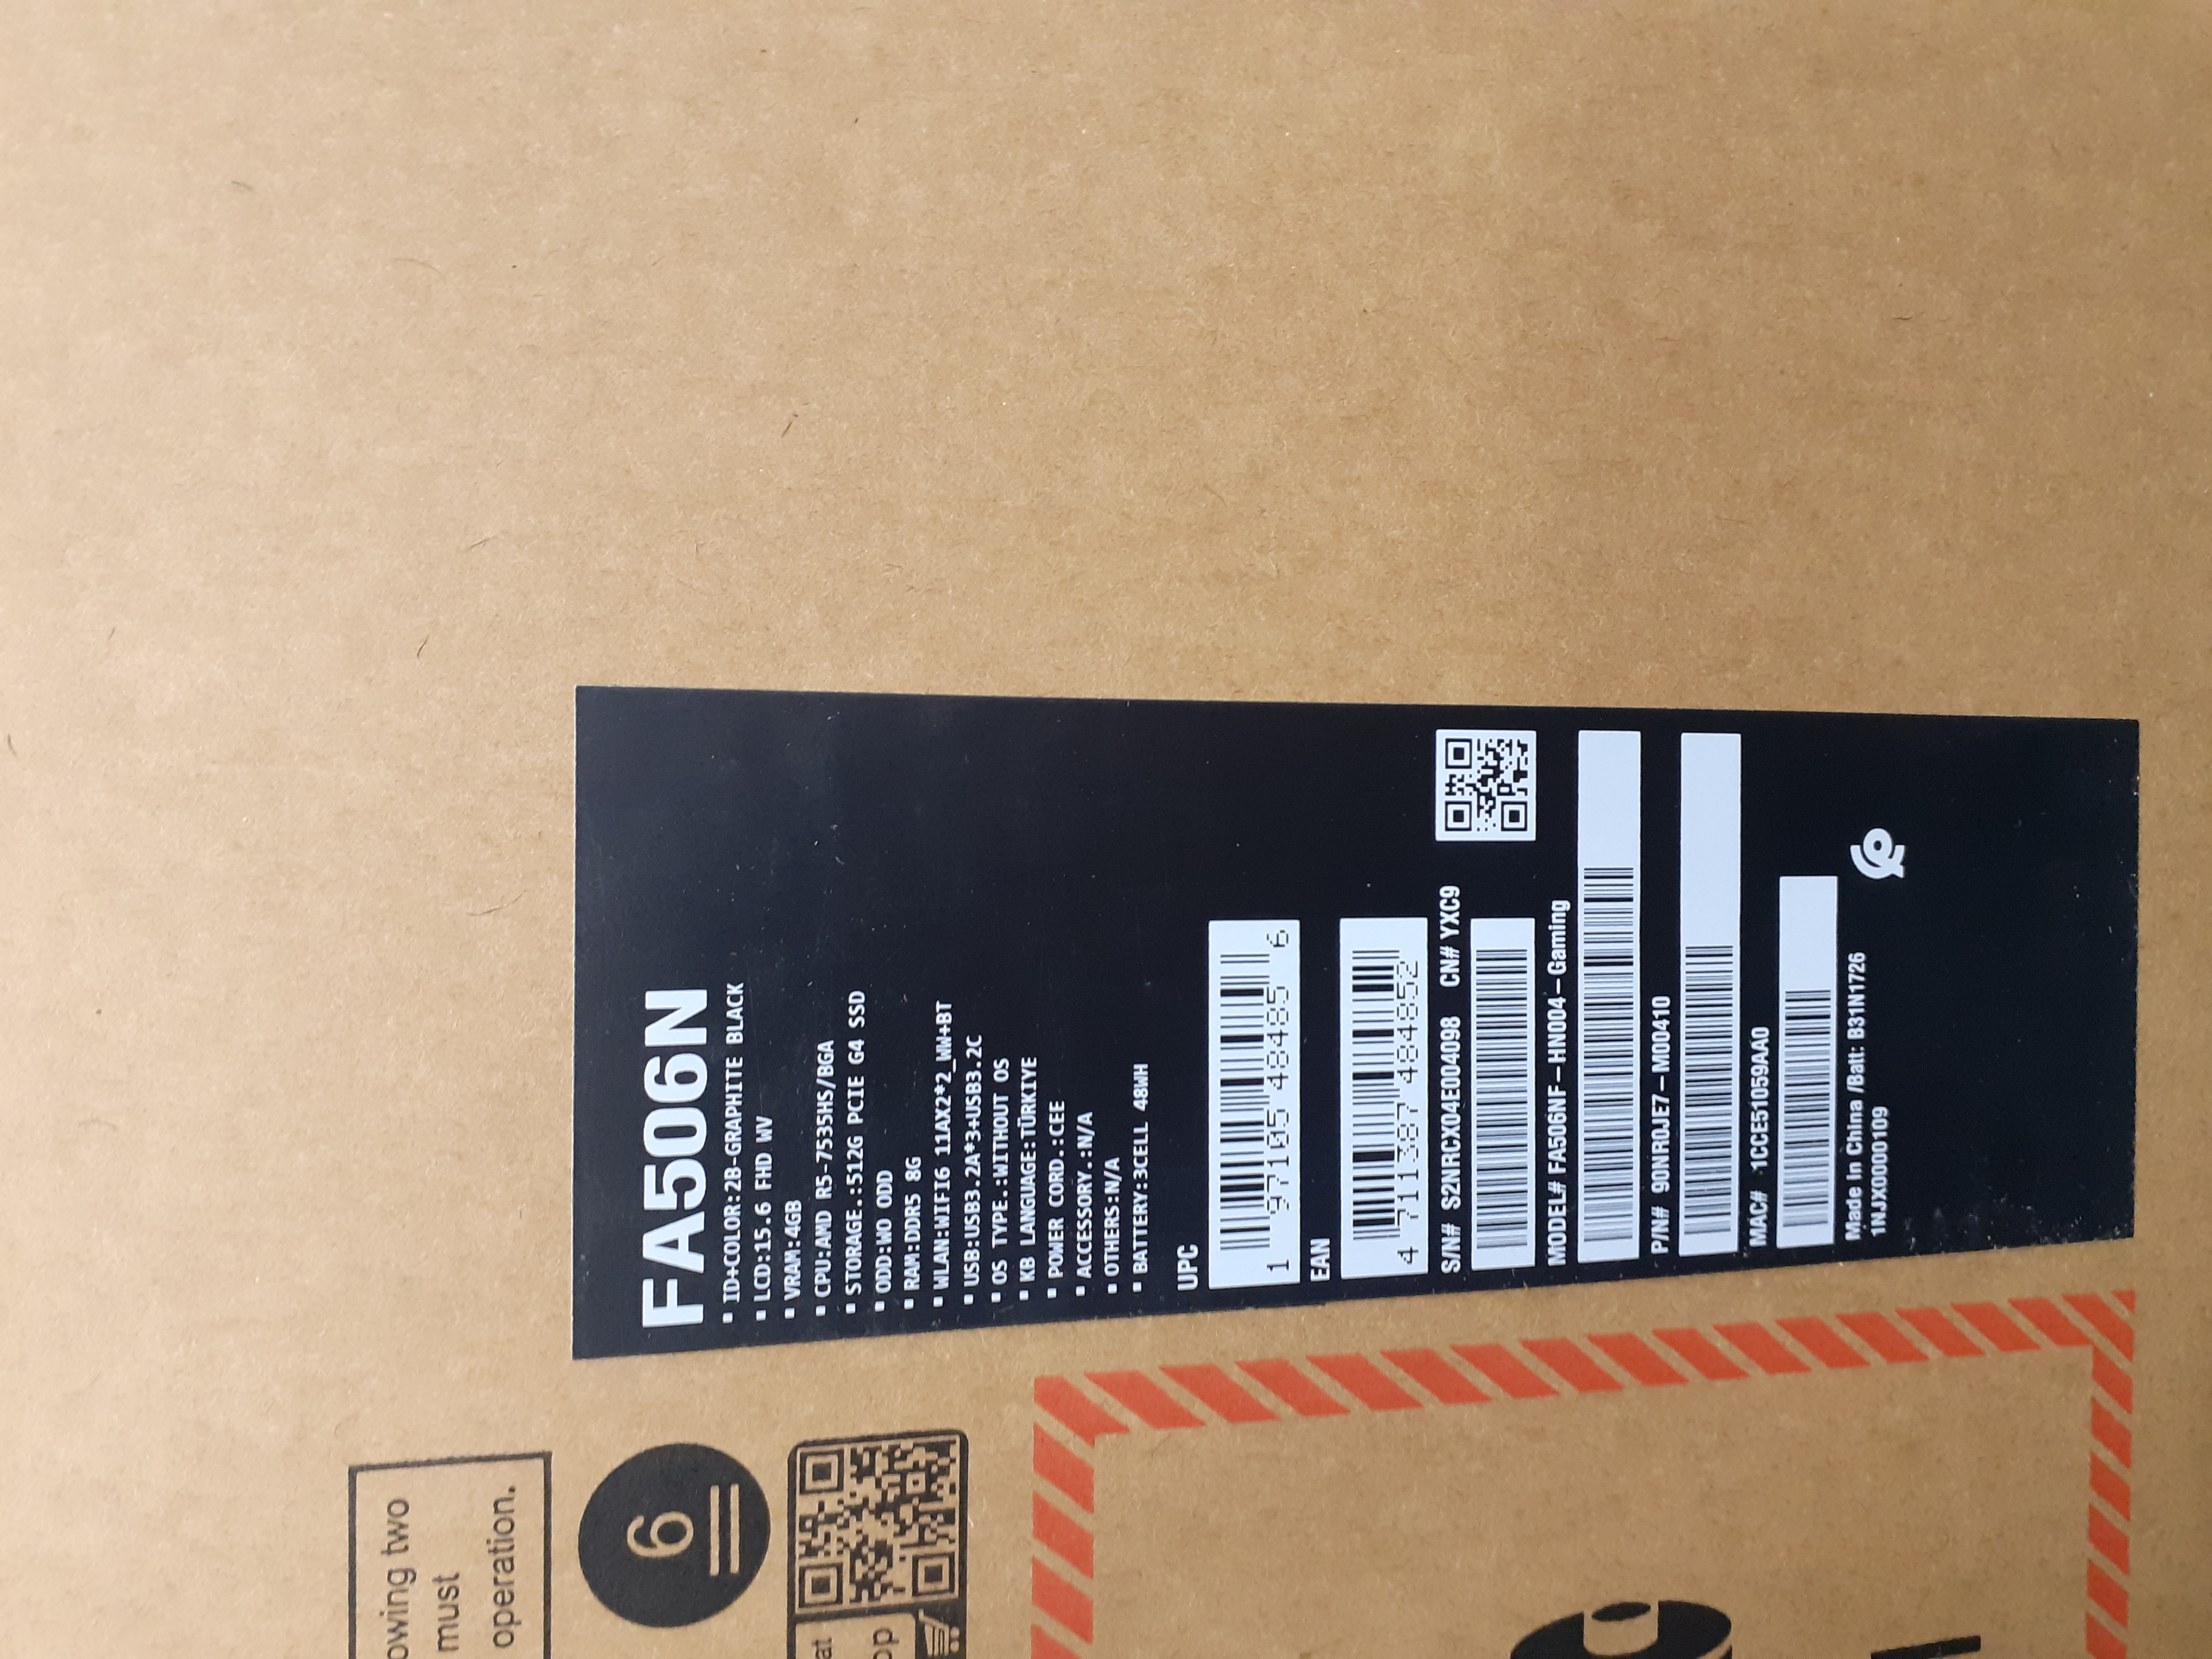 FA506N
▪ ID+COLOR:2B-GRAPHITE BLACK
▪ LCD:15.6 FHD WV
▪ VRAM:4GB
▪ CPU:AMD R5-7535HS/BGA
▪ STORAGE.:512G PCIE G4 SSD
▪ ODD:WO ODD
▪ RAM:DDR5 8G
▪ WLAN:WIFI6 11AX2*2_WW+BT
▪ USB:USB3.2A*3+USB3.2C
▪ OS TYPE.:WITHOUT OS
▪ KB LANGUAGE:TÜRKIYE
▪ POWER CORD.:CEE
▪ ACCESSORY.:N/A
▪ OTHERS:N/A
▪ BATTERY:3CELL 48WH
UPC
1 97105 48485 6
EAN
4 711387 484852
S/N# S2NRCX04E004098 CN# YXC9
MODEL# FA506NF-HN004-Gaming
P/N# 90NR0JE7-M00410
MAC# 1CCE51059AA0
Made In China /Batt: B31N1726
1NJX0000109
owing two
must
operation.
6
at
op